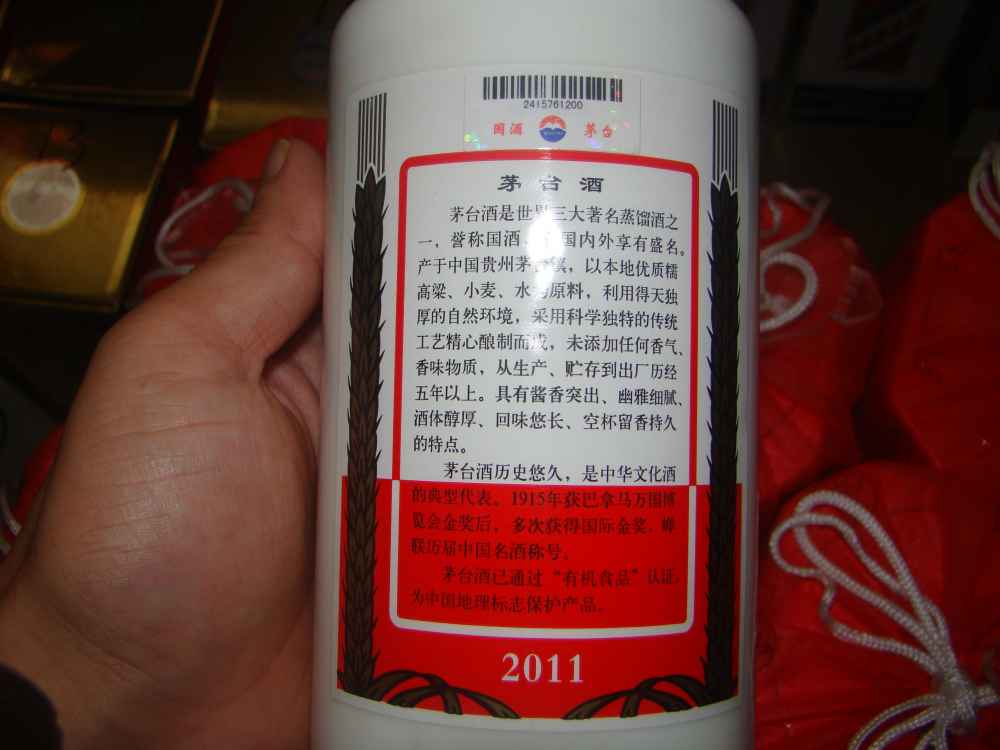 2415761200
国酒 茅台
茅台酒
茅台酒是世界三大著名蒸馏酒之
一，誉称国酒、 国内外享有盛名。
产于中国贵州茅台镇，以本地优质糯
高粱、小麦、水为原料，利用得天独
厚的自然环境，采用科学独特的传统
工艺精心酿制而成，未添加任何香气、
香味物质，从生产、贮存到出厂历经
五年以上。具有酱香突出、幽雅细腻、
酒体醇厚、回味悠长、空杯留香持久
的特点。
茅台酒历史悠久，是中华文化酒
的典型代表。1915年获巴拿马万国博
览会金奖后，多次获得国际金奖，蝉
联历届中国名酒称号。
茅台酒已通过“有机食品”认证，
为中国地理标志保护产品。
2011